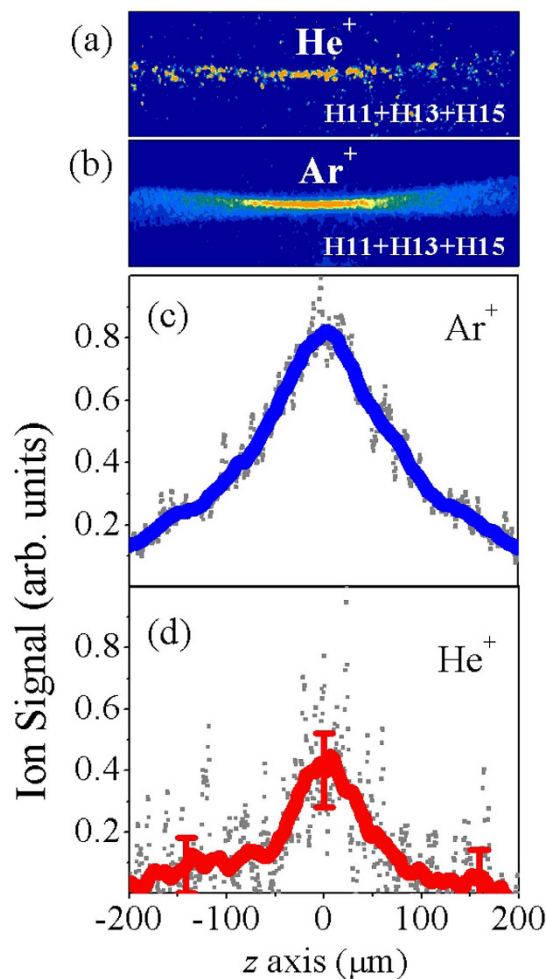 (a)
He+
H11+H13+H15
(b)
Ar+
H11+H13+H15
(c)
Ar+
0.8
0.6
0.4
0.2
(d)
He+
0.8
0.6
0.4
0.2
Ion Signal (arb. units)
-200 -100 0 100 200
z axis (μm)